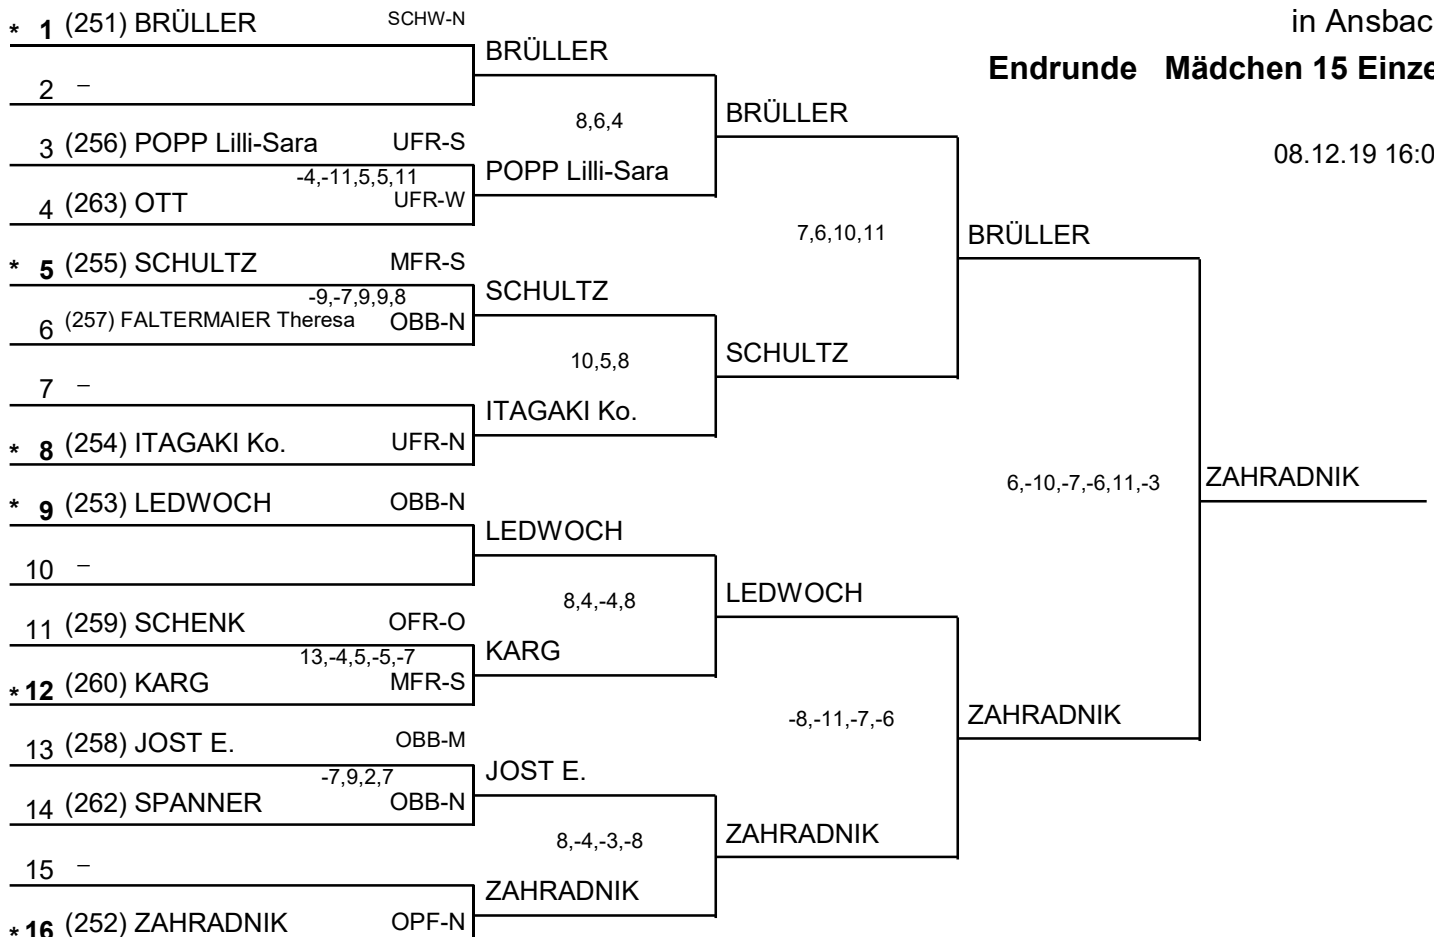 * 1 (251) BRÜLLER SCHW-N
in Ansbac
BRÜLLER
Endrunde Mädchen 15 Einze
2 –
8,6,4
BRÜLLER
3 (256) POPP Lilli-Sara UFR-S
08.12.19 16:0
-4,-11,5,5,11
POPP Lilli-Sara
4 (263) OTT UFR-W
7,6,10,11
BRÜLLER
* 5 (255) SCHULTZ MFR-S
-9,-7,9,9,8
SCHULTZ
6 (257) FALTERMAIER Theresa OBB-N
10,5,8
SCHULTZ
7 –
ITAGAKI Ko.
* 8 (254) ITAGAKI Ko. UFR-N
6,-10,-7,-6,11,-3
ZAHRADNIK
* 9 (253) LEDWOCH OBB-N
LEDWOCH
10 –
8,4,-4,8
LEDWOCH
11 (259) SCHENK OFR-O
13,-4,5,-5,-7
KARG
* 12 (260) KARG MFR-S
-8,-11,-7,-6
ZAHRADNIK
13 (258) JOST E. OBB-M
-7,9,2,7
JOST E.
14 (262) SPANNER OBB-N
8,-4,-3,-8
ZAHRADNIK
15 –
ZAHRADNIK
* 16 (252) ZAHRADNIK OPF-N